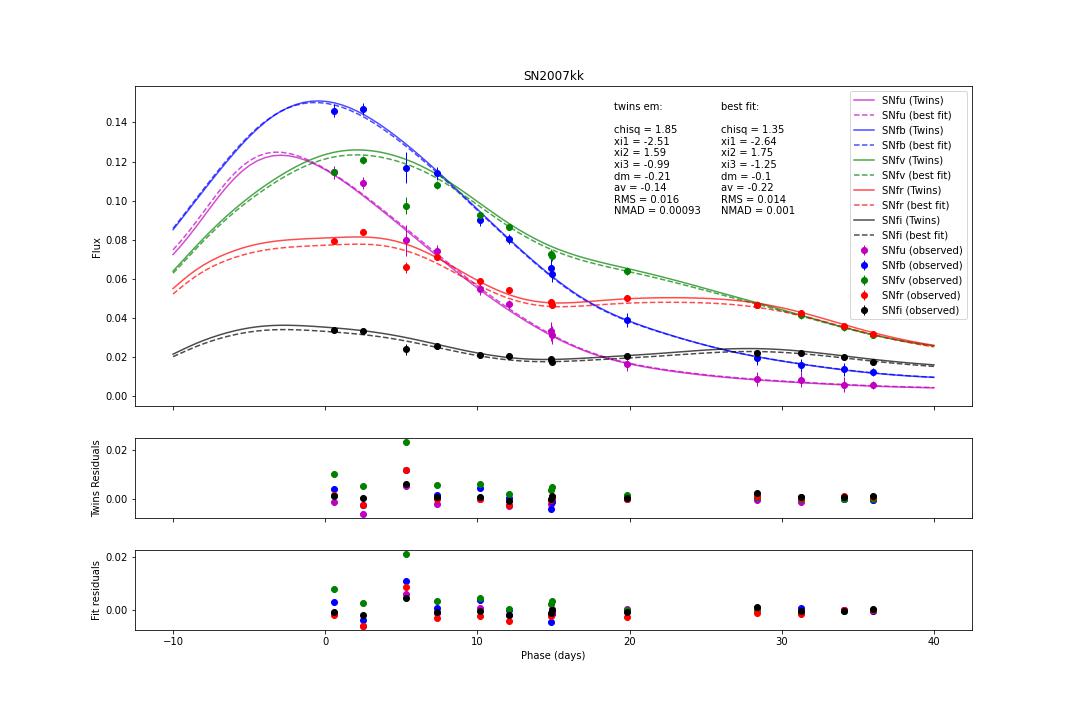 SN2007kk
Flux
0.14
0.12
0.10
0.08
0.06
0.04
0.02
0.00
twins em:
chisq = 1.85
xi1 = -2.51
xi2 = 1.59
xi3 = -0.99
dm = -0.21
av = -0.14
RMS = 0.016
NMAD = 0.00093
best fit:
chisq = 1.35
xi1 = -2.64
xi2 = 1.75
xi3 = -1.25
dm = -0.1
av = -0.22
RMS = 0.014
NMAD = 0.001
SNfu (Twins)
SNfu (best fit)
SNfb (Twins)
SNfb (best fit)
SNfv (Twins)
SNfv (best fit)
SNfr (Twins)
SNfr (best fit)
SNfi (Twins)
SNfi (best fit)
SNfu (observed)
SNfb (observed)
SNfv (observed)
SNfr (observed)
SNfi (observed)
Twins Residuals
0.02
0.00
Fit residuals
0.02
0.00
−10 0 10 20 30 40
Phase (days)